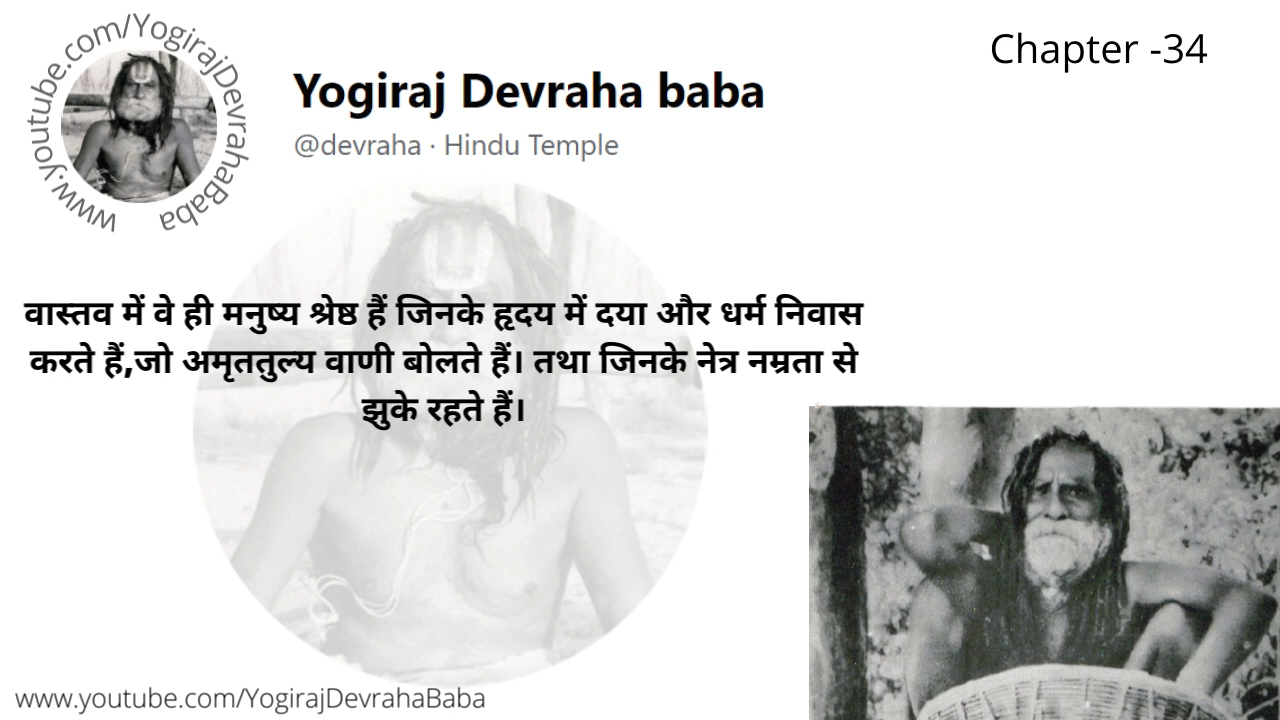 www.youtube.com/YogirajDevrahaBaba
Chapter -34
Yogiraj Devraha baba
@devraha · Hindu Temple
वास्तव में वे ही मनुष्य श्रेष्ठ हैं जिनके हृदय में दया और धर्म निवास
करते हैं,जो अमृततुल्य वाणी बोलते हैं। तथा जिनके नेत्र नम्रता से
झुके रहते हैं।
www.youtube.com/YogirajDevrahaBaba